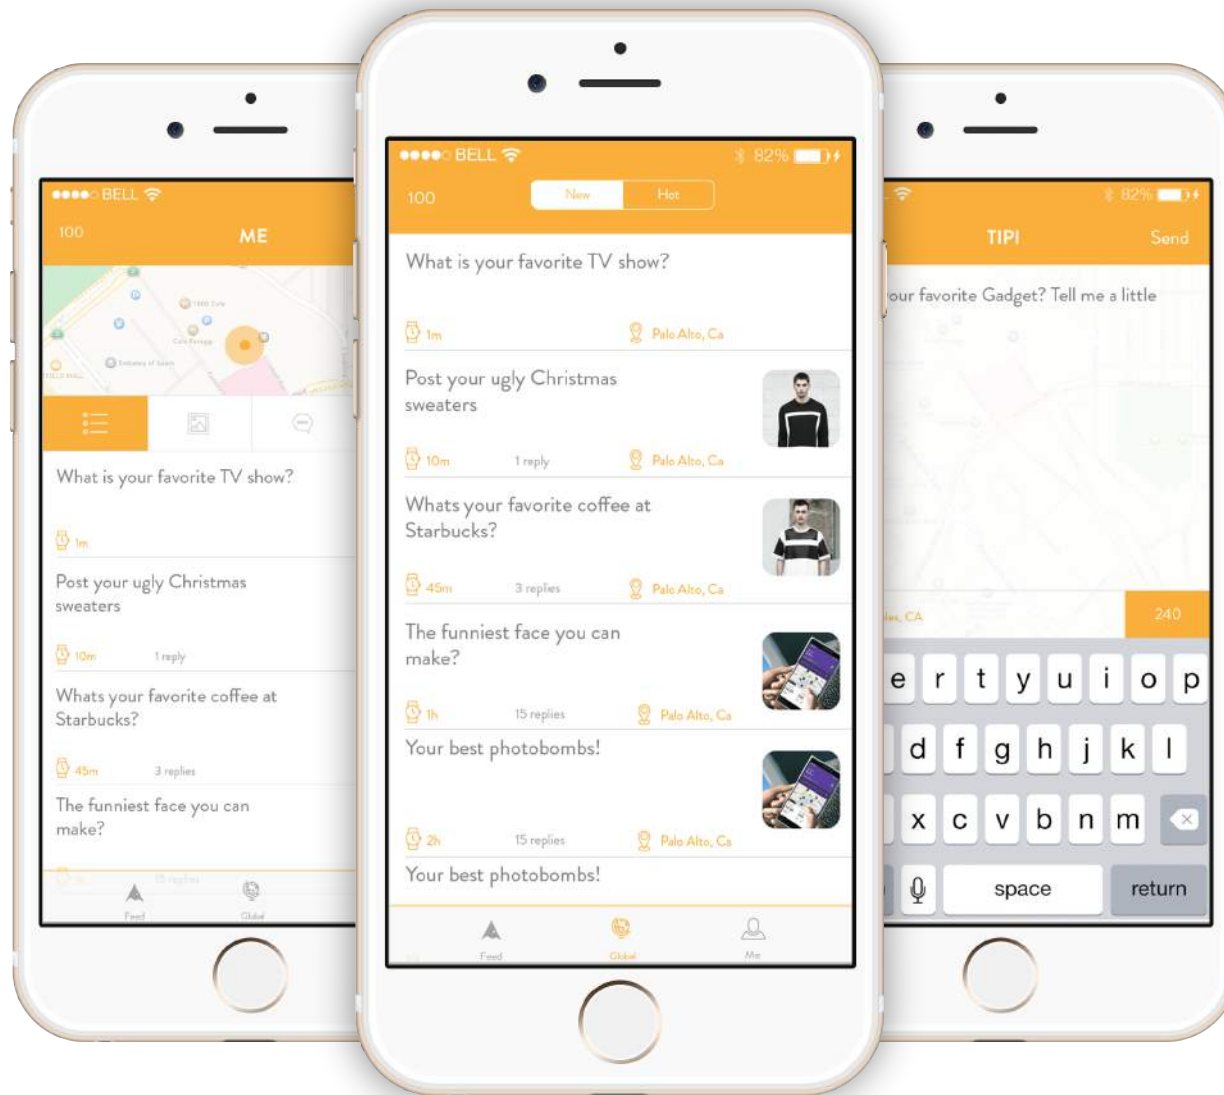 BELL
100
ME
1m
What is your favorite TV show?
1m
Post your ugly Christmas
sweaters
10m
1 reply
Whats your favorite coffee at
Starbucks?
45m
3 replies
The funniest face you can
make?
15 replies
Feed
Global
BELL
82%
100
New
Hot
What is your favorite TV show?
1m
Palo Alto, Ca
Post your ugly Christmas
sweaters
10m
1 reply
Palo Alto, Ca
Whats your favorite coffee at
Starbucks?
45m
3 replies
Palo Alto, Ca
The funniest face you can
make?
1h
15 replies
Palo Alto, Ca
Your best photobombs!
2h
15 replies
Palo Alto, Ca
Your best photobombs!
Feed
Global
Me
82%
TIPI
Send
our favorite Gadget? Tell me a little
CA
240
e r t y u i o p
d f g h j k l
x c v b n m
space
return